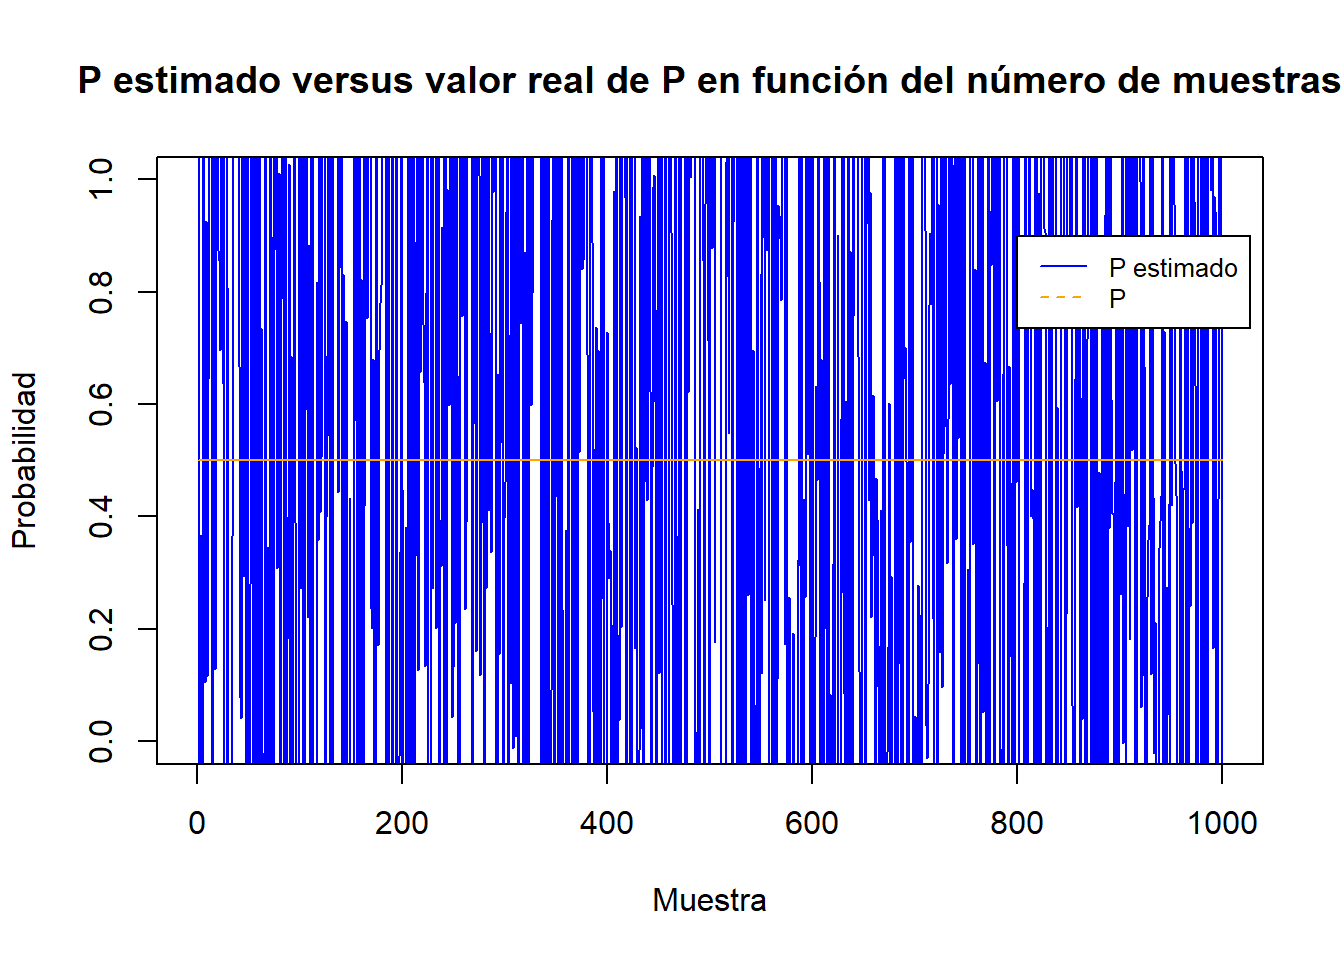 P estimado versus valor real de P en función del número de muestras
Probabilidad
1.0
0.8
0.6
0.4
0.2
0.0
P estimado
P
0 200 400 600 800 1000
Muestra